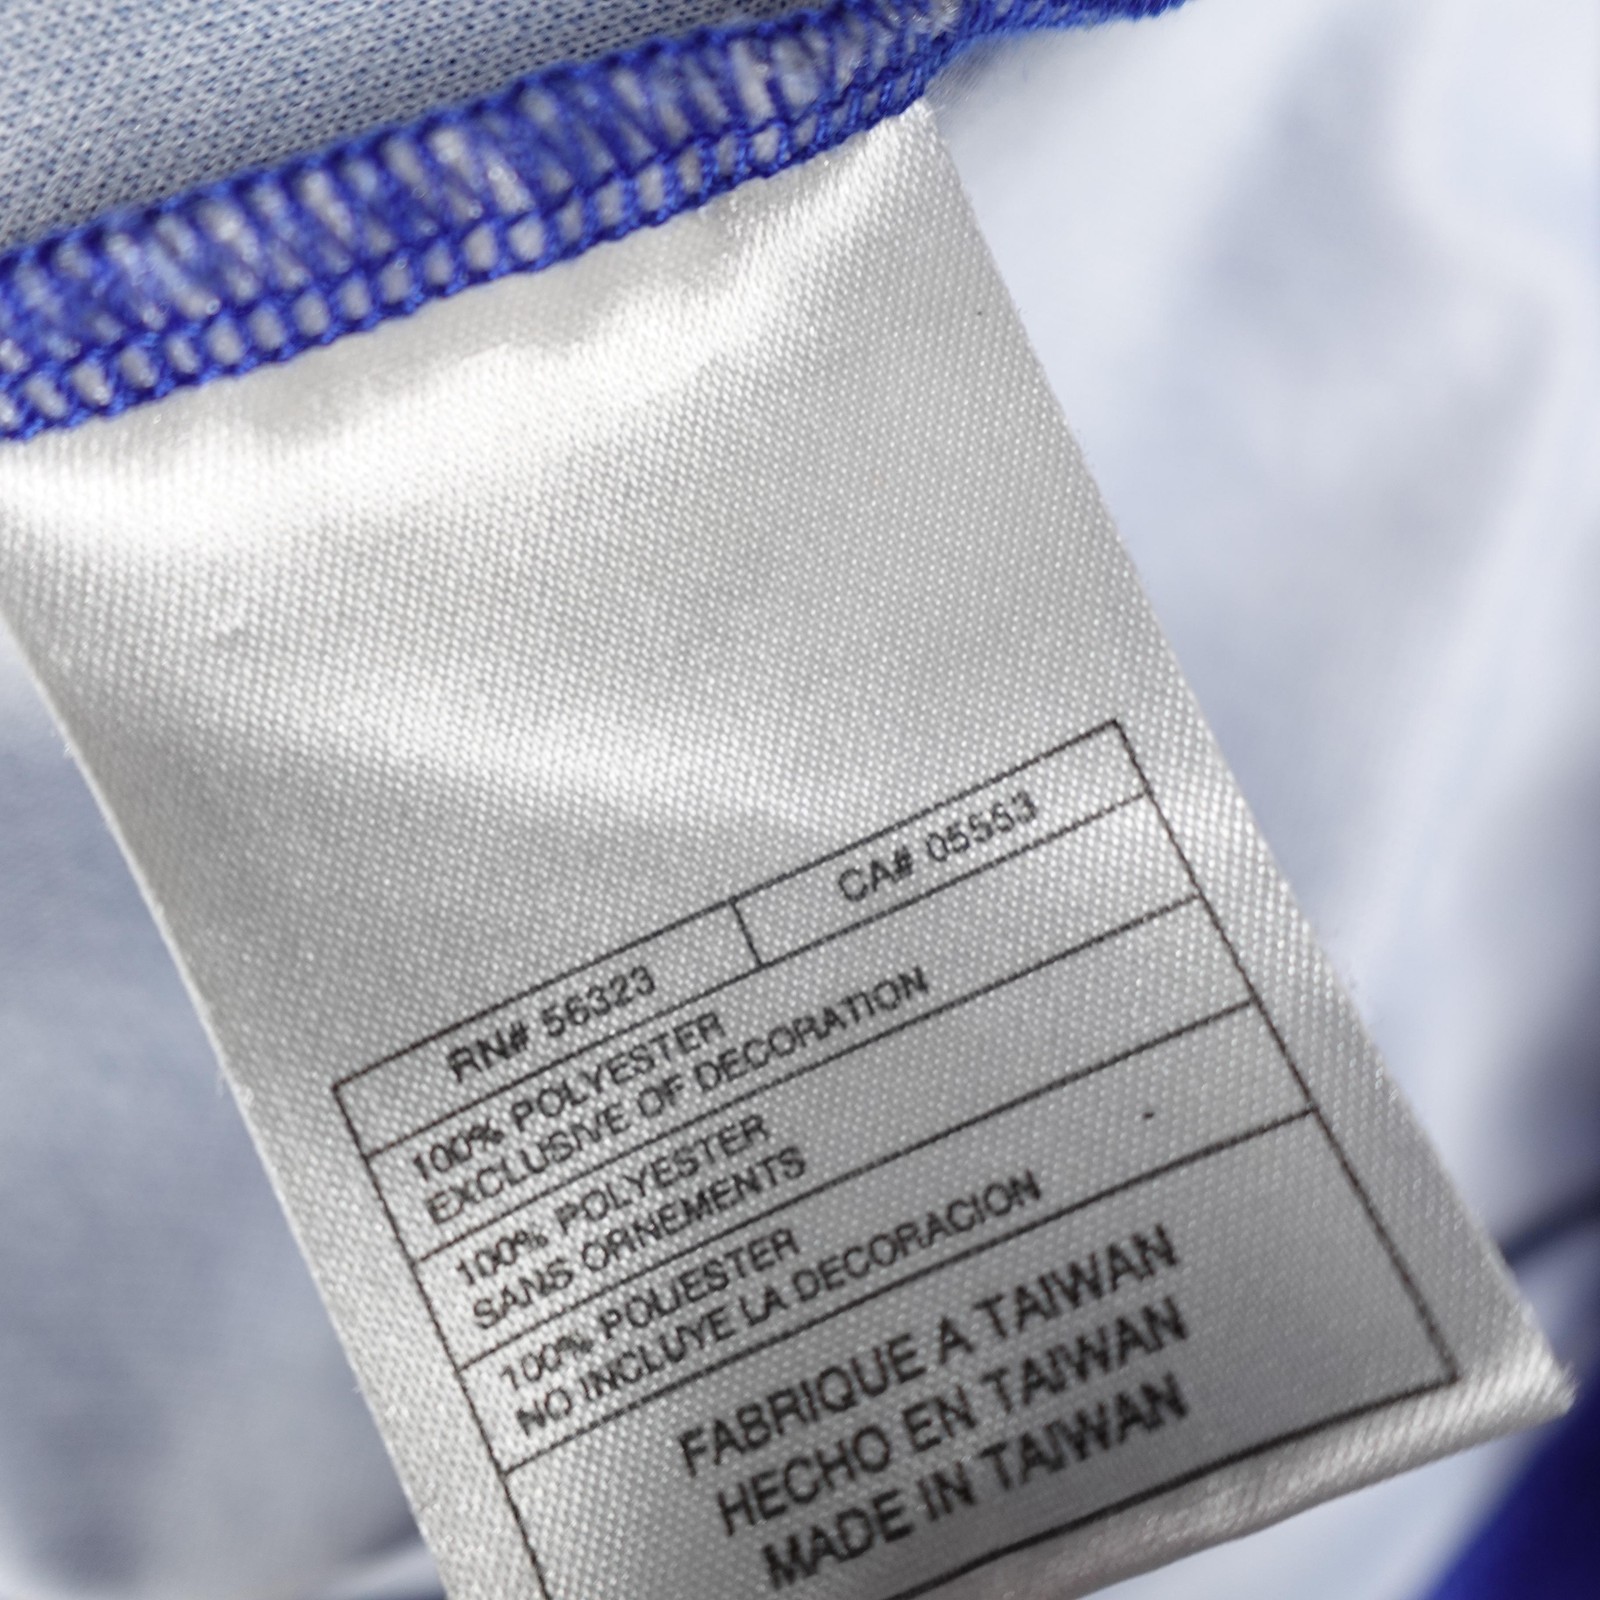 RN# 56323
CA# 05553
100% POLYESTER
EXCLUSIVE OF DECORATION
100% POLYESTER
SANS ORNEMENTS
100% POLIESTER
NO INCLUYE LA DECORACION
FABRIQUE A TAIWAN
HECHO EN TAIWAN
MADE IN TAIWAN